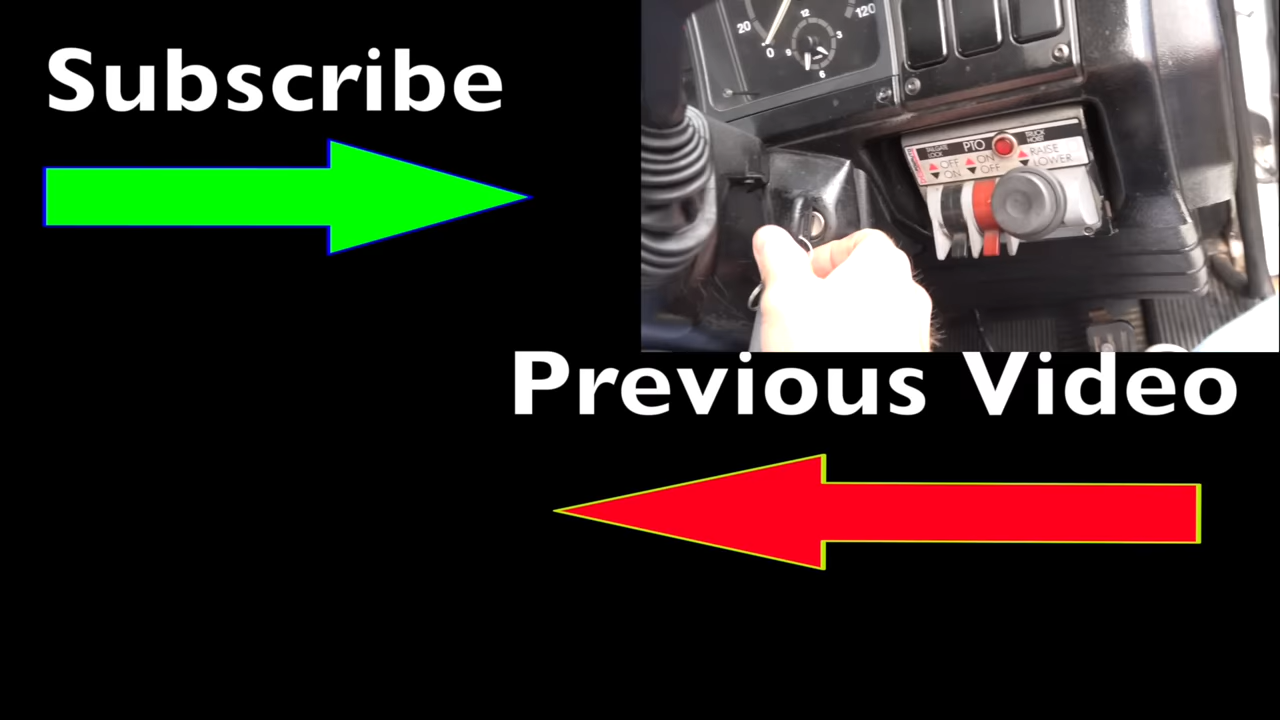 Subscribe
20
0
120
12
3
6
9
TAILGATE LOCK
PTO
TRUCK HOIST
OFF
ON
RAISE
ON
OFF
LOWER
Previous Video